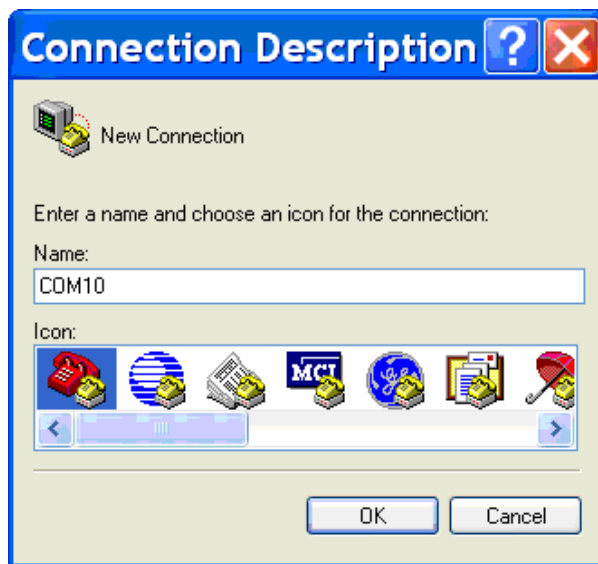 Connection Description
New Connection
Enter a name and choose an icon for the connection:
Name:
COM10
Icon:
MCI
OK Cancel